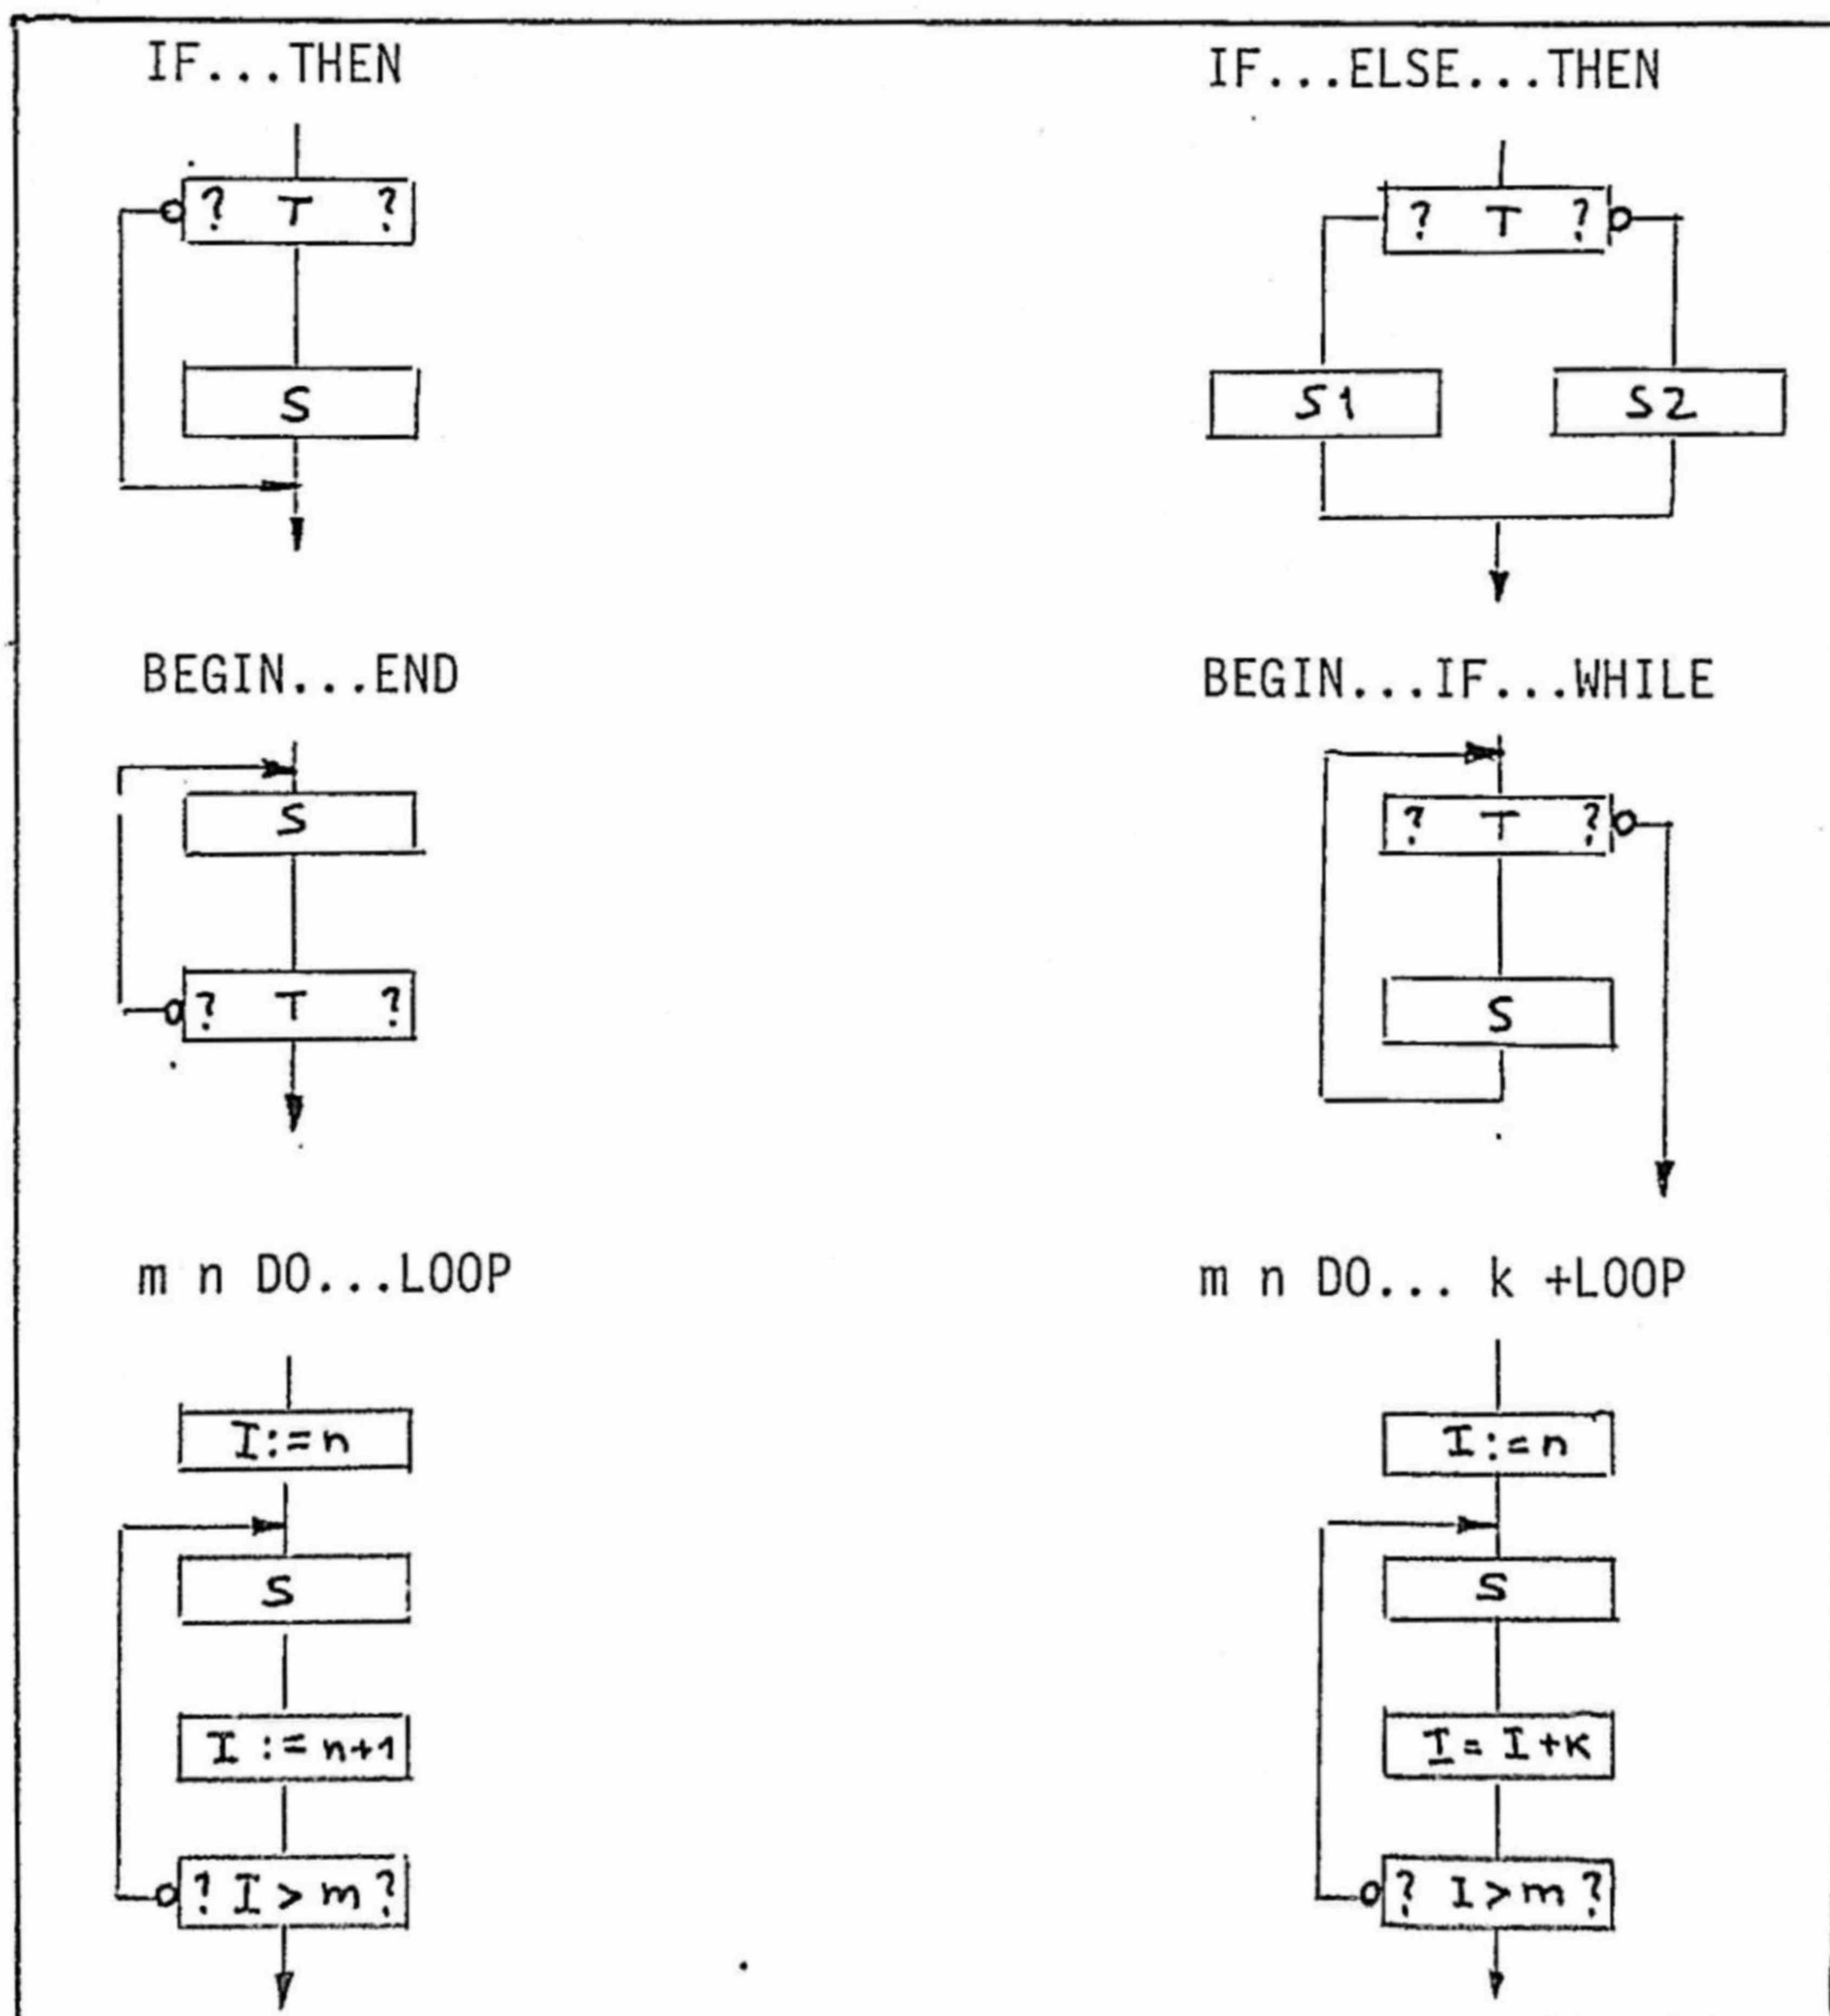 IF...THEN
? T ?
S
IF...ELSE...THEN
? T ?
S1
S2
BEGIN...END
S
? T ?
BEGIN...IF...WHILE
? T ?
S
m n DO...LOOP
I:=n
S
I :=n+1
? I > m ?
m n DO... k +LOOP
I:=n
S
I= I+K
? I>m ?